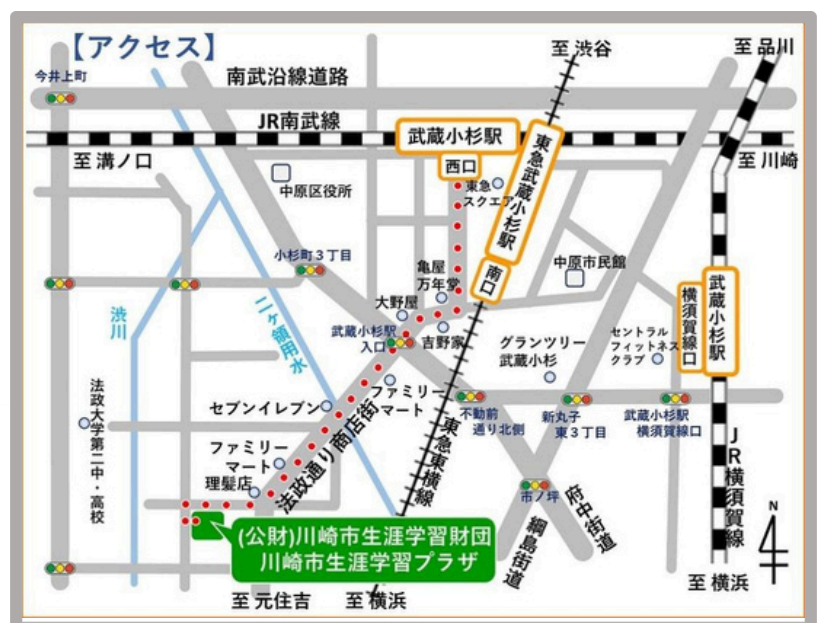 【アクセス】
至 渋谷
至 品川
今井上町
南武沿線道路
JR南武線
武蔵小杉駅
至 溝ノ口
西口
東急武蔵小杉駅
至 川崎
中原区役所
東急
スクエア
小杉町3丁目
亀屋
万年堂
南口
中原市民館
武蔵小杉駅
横須賀線口
大野屋
渋川
二ヶ領用水
武蔵小杉駅
入口
吉野家
グランツリー
武蔵小杉
セントラル
フィットネス
クラブ
ファミリー
マート
セブンイレブン
不動前
通り北側
新丸子
東3丁目
武蔵小杉駅
横須賀線口
法政大学第二中・高校
法政通り商店街
東急東横線
JR横須賀線
ファミリー
マート
理髪店
市ノ坪
府中街道
綱島街道
N
(公財)川崎市生涯学習財団
川崎市生涯学習プラザ
至 元住吉
至 横浜
至 横浜